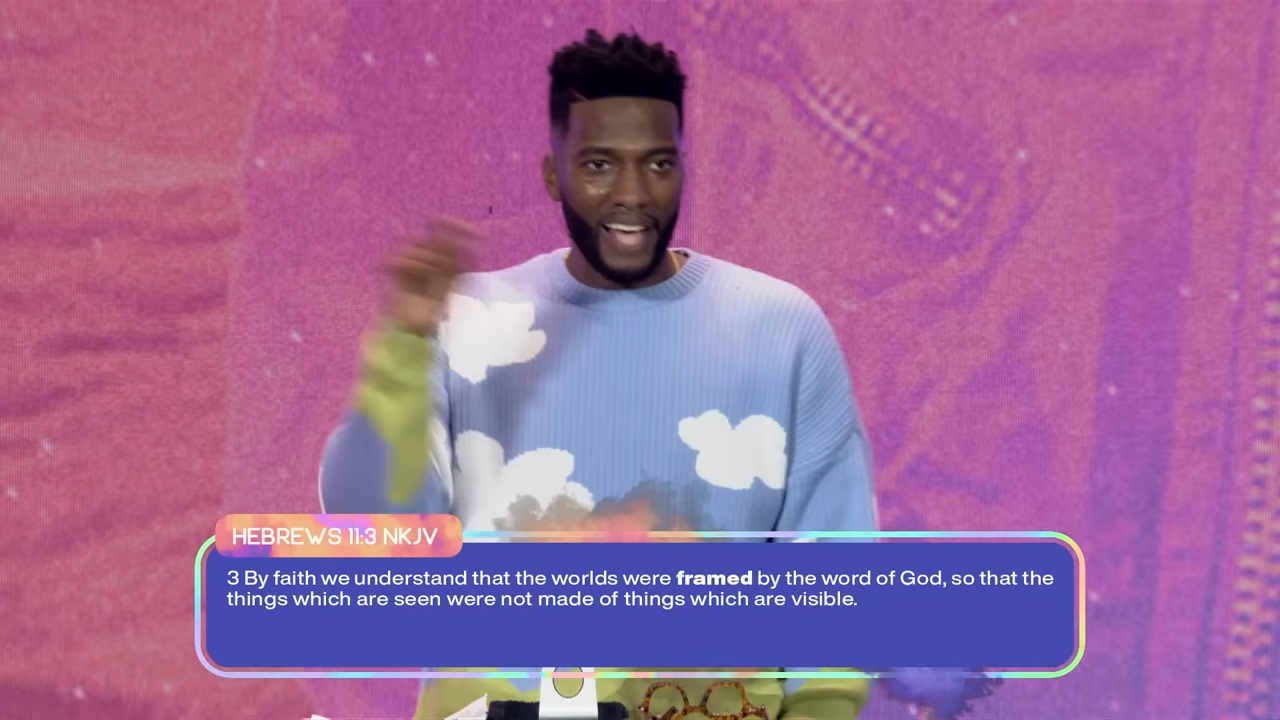 HEBREWS 11:3 NKJV
3 By faith we understand that the worlds were framed by the word of God, so that the
things which are seen were not made of things which are visible.